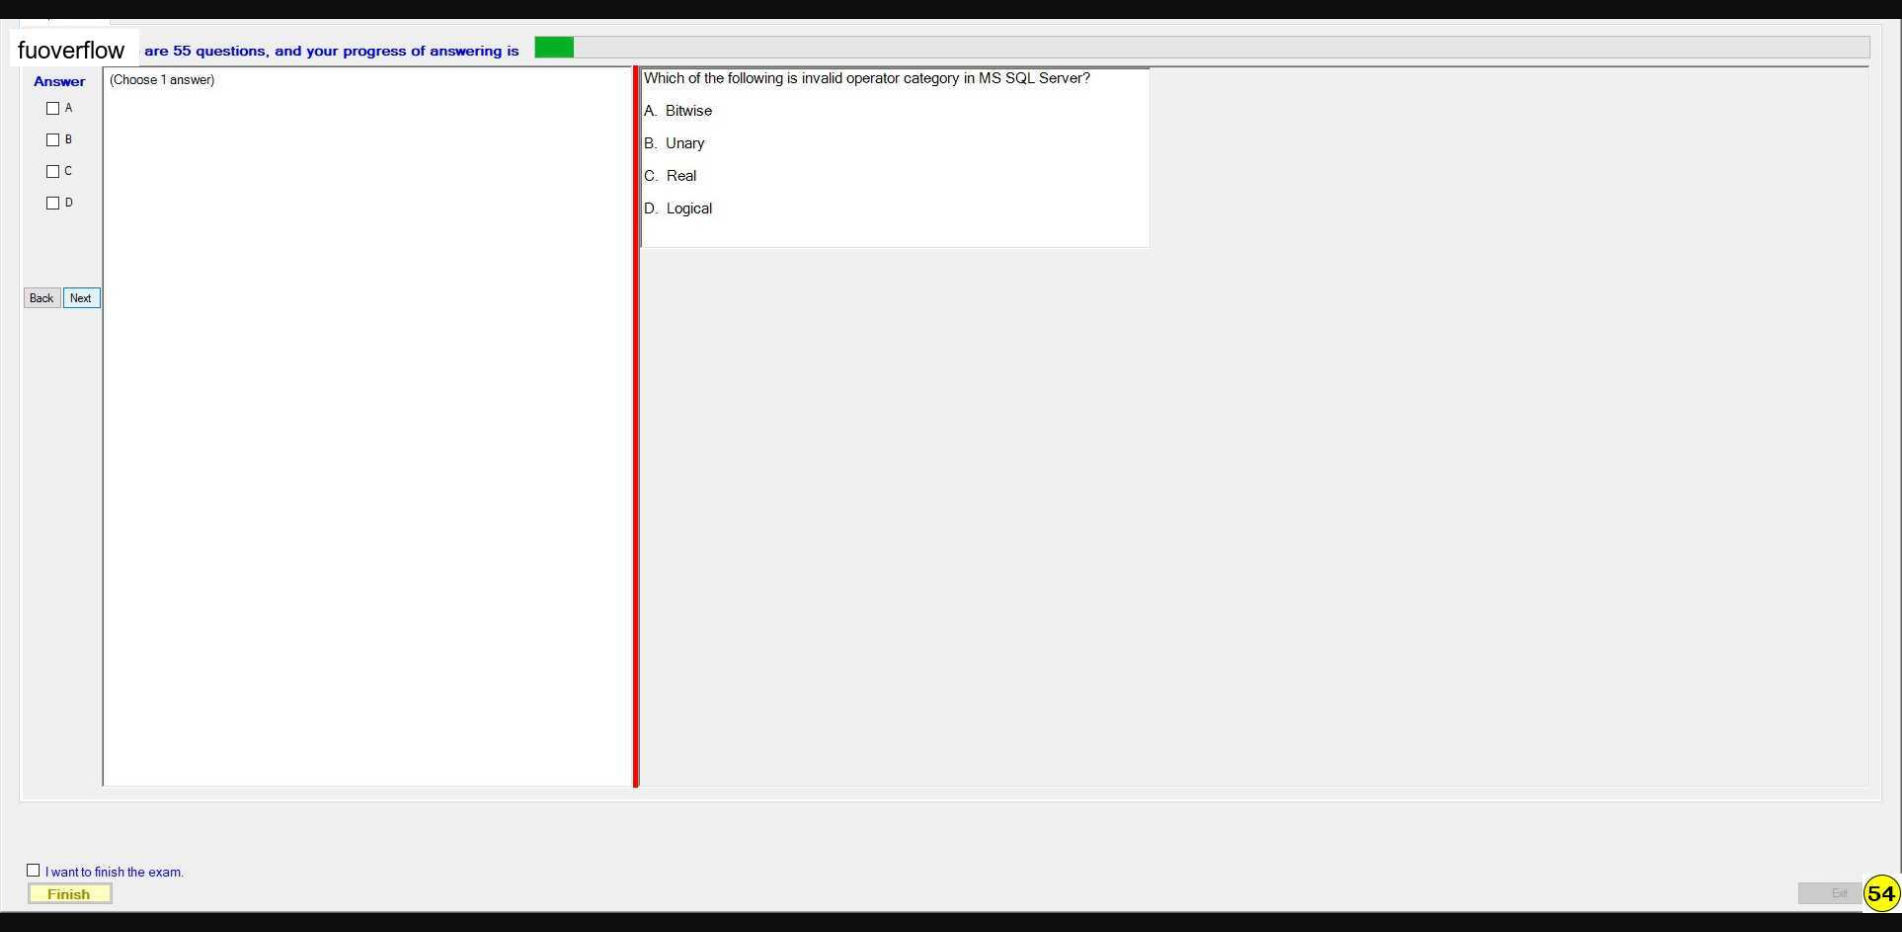 fuoverflow are 55 questions, and your progress of answering is
Answer
(Choose 1 answer)
A
B
C
D
Back Next
Which of the following is invalid operator category in MS SQL Server?
A. Bitwise
B. Unary
C. Real
D. Logical
I want to finish the exam.
Finish
Exit
54